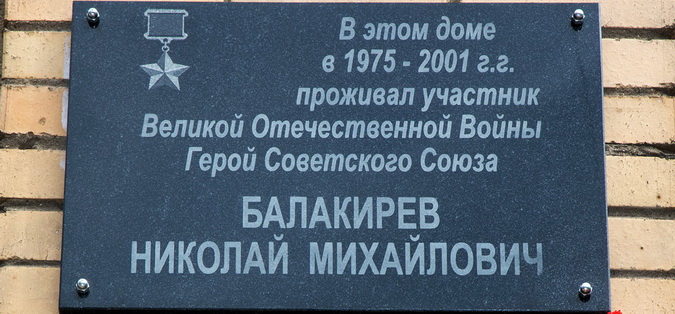 В этом доме
в 1975 - 2001 г.г.
проживал участник
Великой Отечественной Войны
Герой Советского Союза
БАЛАКИРЕВ
НИКОЛАЙ МИХАЙЛОВИЧ